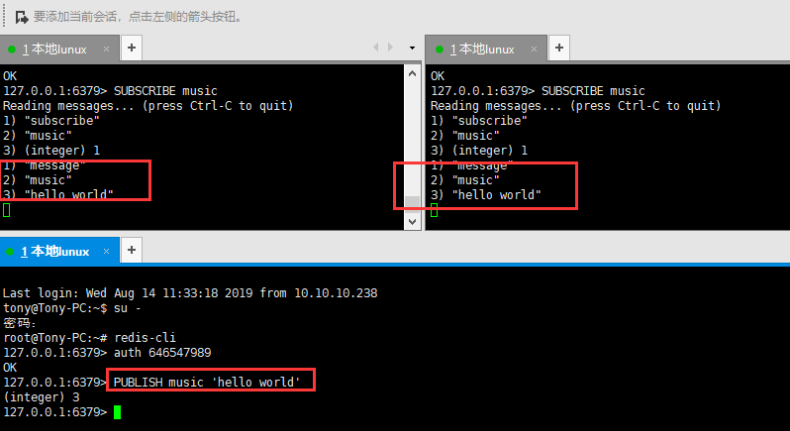 要添加当前会话，点击左侧的箭头按钮。
1 本地lunux × +
OK
127.0.0.1:6379> SUBSCRIBE music
Reading messages... (press Ctrl-C to quit)
1) "subscribe"
2) "music"
3) (integer) 1
1) "message"
2) "music"
3) "hello world"
1 本地lunux × +
OK
127.0.0.1:6379> SUBSCRIBE music
Reading messages... (press Ctrl-C to quit)
1) "subscribe"
2) "music"
3) (integer) 1
1) "message"
2) "music"
3) "hello world"
1 本地lunux × +
Last login: Wed Aug 14 11:33:18 2019 from 10.10.10.238
tony@Tony-PC:~$ su -
密码：
root@Tony-PC:~# redis-cli
127.0.0.1:6379> auth 646547989
OK
127.0.0.1:6379> PUBLISH music 'hello world'
(integer) 3
127.0.0.1:6379>